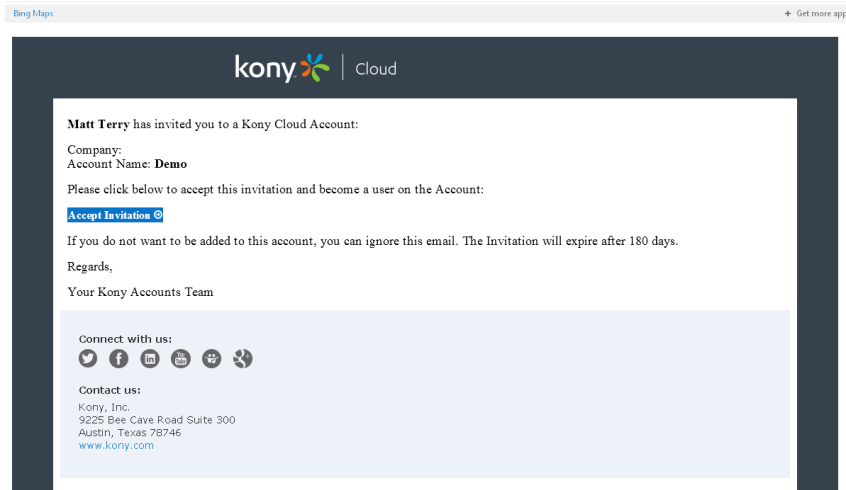 Bing Maps
+ Get more app
kony Cloud
Matt Terry has invited you to a Kony Cloud Account:
Company:
Account Name: Demo
Please click below to accept this invitation and become a user on the Account:
Accept Invitation
If you do not want to be added to this account, you can ignore this email. The Invitation will expire after 180 days.
Regards,
Your Kony Accounts Team
Connect with us:
You Tube
Contact us:
Kony, Inc.
9225 Bee Cave Road Suite 300
Austin, Texas 78746
www.kony.com